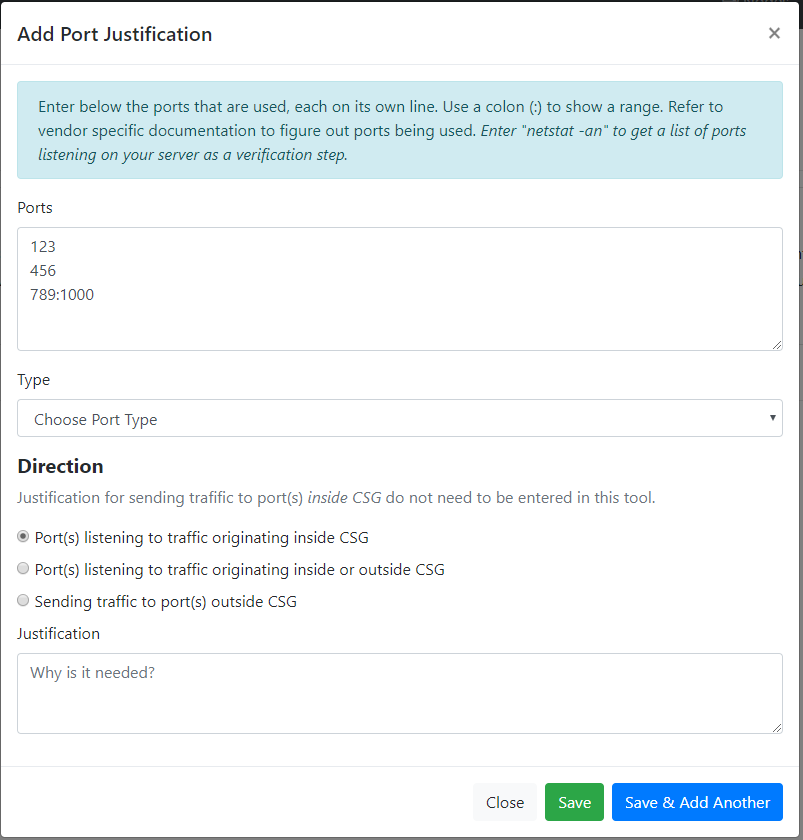 Add Port Justification
×
Enter below the ports that are used, each on its own line. Use a colon (:) to show a range. Refer to
vendor specific documentation to figure out ports being used. Enter "netstat -an" to get a list of ports
listening on your server as a verification step.
Ports
123
456
789:1000
Type
Choose Port Type
Direction
Justification for sending trafific to port(s) inside CSG do not need to be entered in this tool.
Port(s) listening to traffic originating inside CSG
Port(s) listening to traffic originating inside or outside CSG
Sending traffic to port(s) outside CSG
Justification
Why is it needed?
Close
Save
Save & Add Another